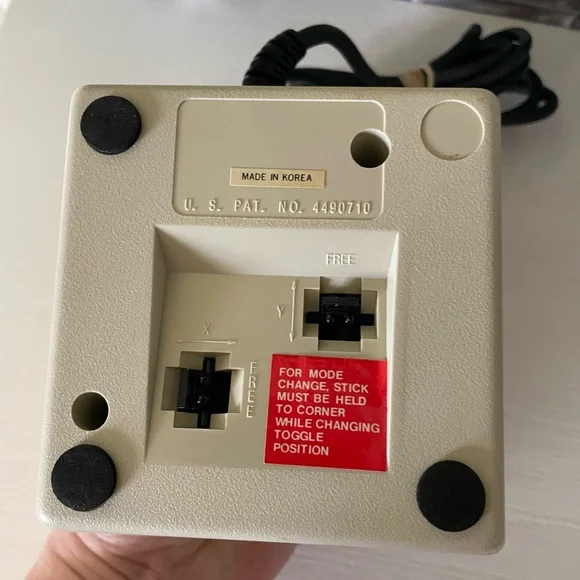 MADE IN KOREA
U. S. PAT. NO. 4490710
FREE
Y
X
FREE
FOR MODE
CHANGE, STICK
MUST BE HELD
TO CORNER
WHILE CHANGING
TOGGLE
POSITION